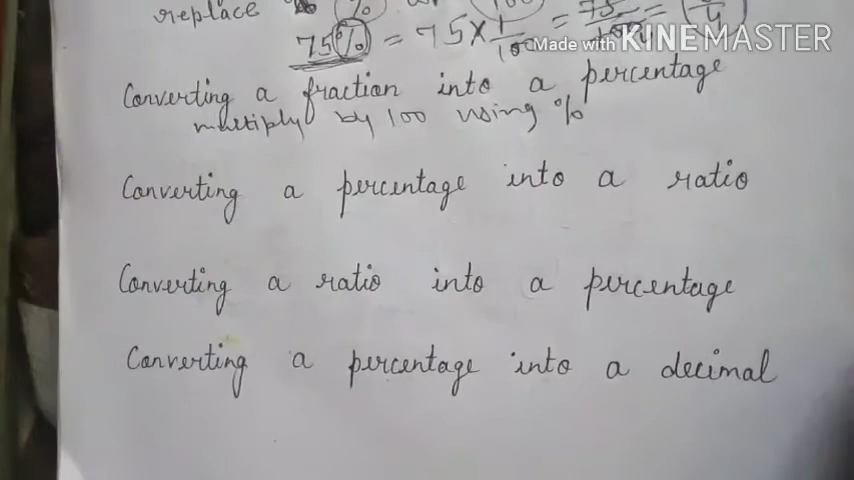 replace %
100
75% = 75 × 1/100 = 75/100 =
Made with KINEMASTER
Converting a fraction into a percentage
multiply by 100 using %
Converting a percentage into a ratio
Converting a ratio into a percentage
Converting a percentage into a decimal